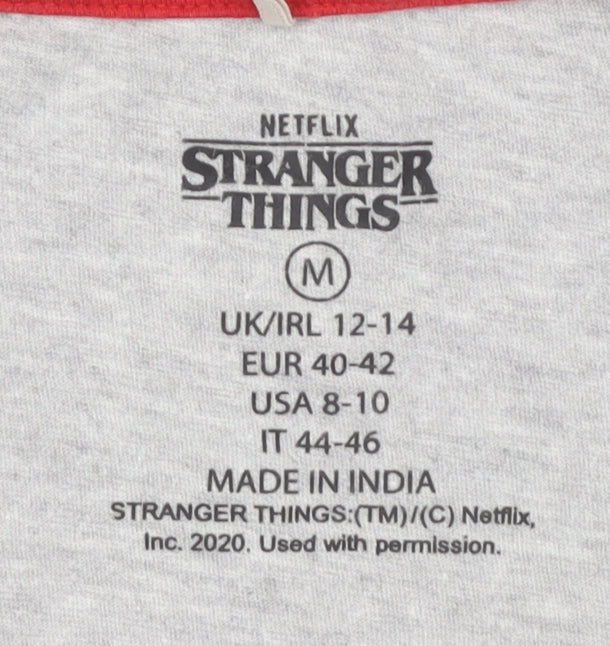 NETFLIX
STRANGER
THINGS
M
UK/IRL 12-14
EUR 40-42
USA 8-10
IT 44-46
MADE IN INDIA
STRANGER THINGS:(TM)/(C) Netflix,
Inc. 2020. Used with permission.